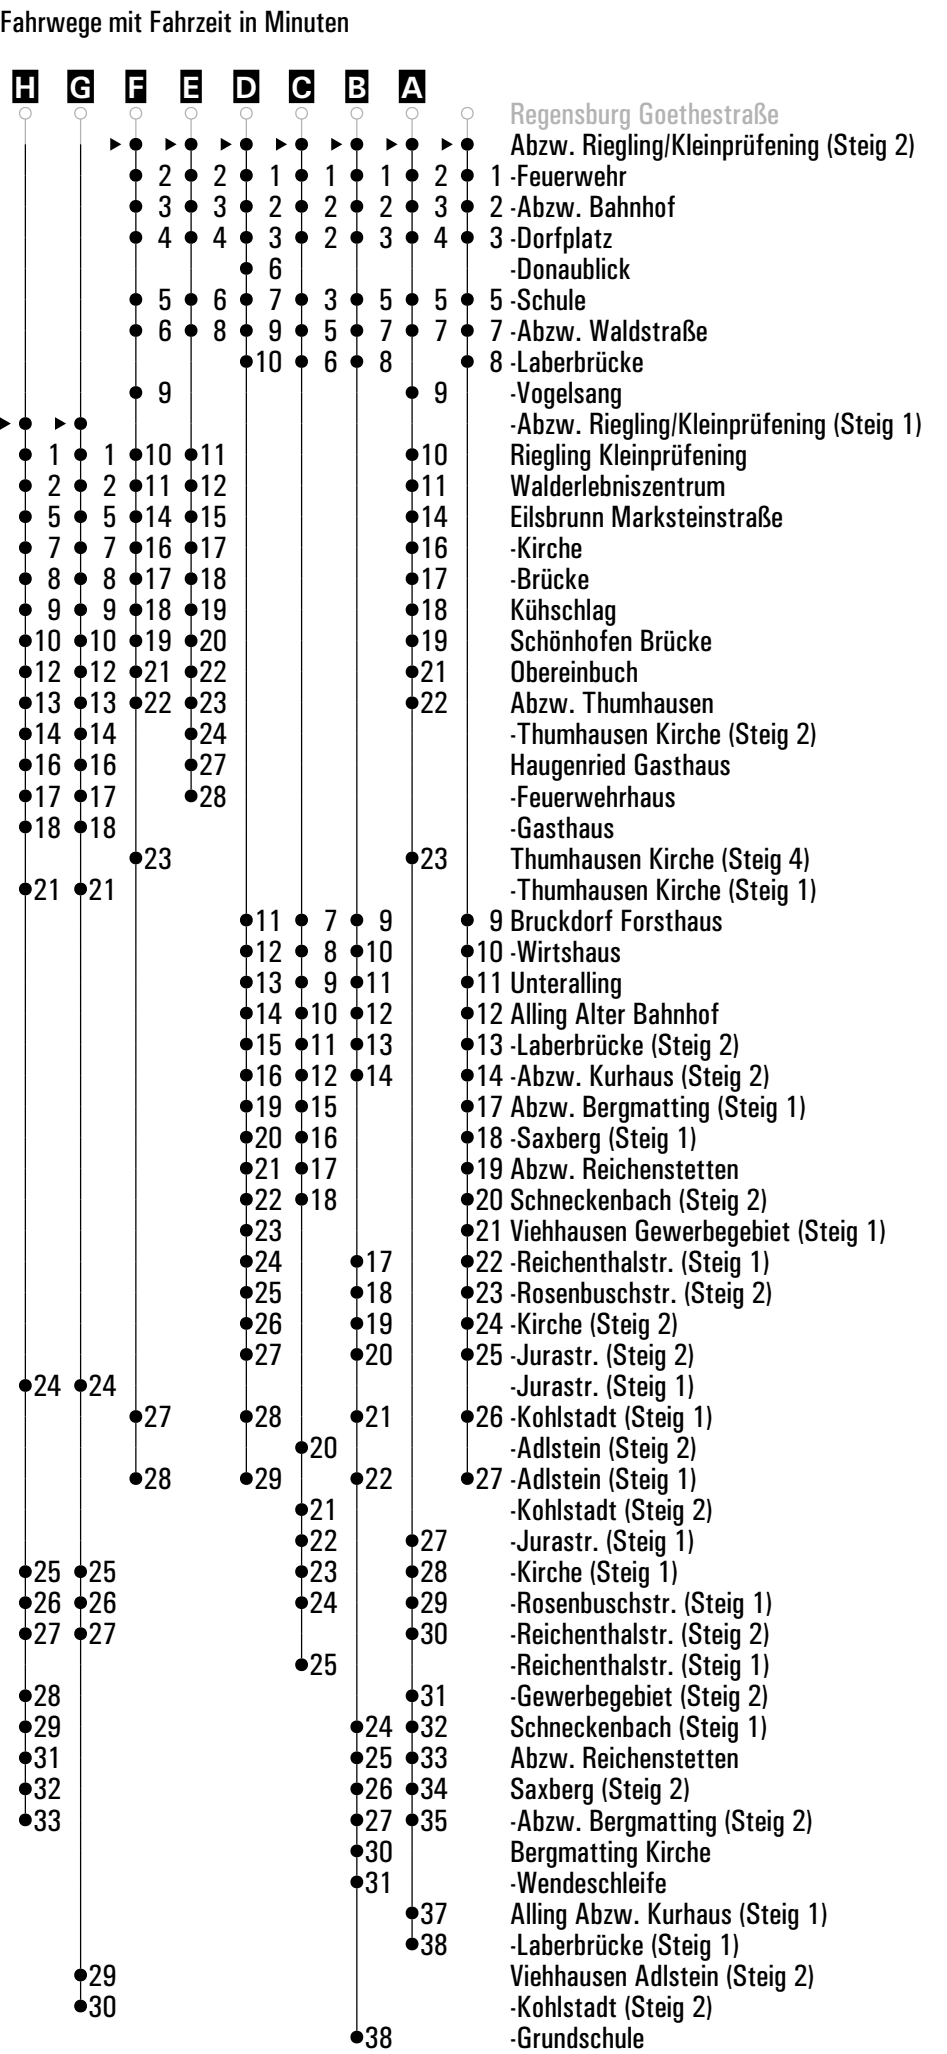 Fahrwege mit Fahrzeit in Minuten
H G F E D C B A
Regensburg Goethestraße
Abzw. Riegling/Kleinprüfening (Steig 2)
2 2 1 1 1 2 1 -Feuerwehr
3 3 2 2 2 3 2 -Abzw. Bahnhof
4 4 3 2 3 4 3 -Dorfplatz
6 -Donaublick
5 6 7 3 5 5 5 -Schule
6 8 9 5 7 7 7 -Abzw. Waldstraße
10 6 8 8 -Laberbrücke
9 9 -Vogelsang
-Abzw. Riegling/Kleinprüfening (Steig 1)
1 1 10 11 10 Riegling Kleinprüfening
2 2 11 12 11 Walderlebniszentrum
5 5 14 15 14 Eilsbrunn Marksteinstraße
7 7 16 17 16 -Kirche
8 8 17 18 17 -Brücke
9 9 18 19 18 Kühschlag
10 10 19 20 19 Schönhofen Brücke
12 12 21 22 21 Obereinbuch
13 13 22 23 22 Abzw. Thumhausen
14 14 24 -Thumhausen Kirche (Steig 2)
16 16 27 Haugenried Gasthaus
17 17 28 -Feuerwehrhaus
18 18 -Gasthaus
23 23 Thumhausen Kirche (Steig 4)
21 21 -Thumhausen Kirche (Steig 1)
11 7 9 9 Bruckdorf Forsthaus
12 8 10 10 -Wirtshaus
13 9 11 11 Unteralling
14 10 12 12 Alling Alter Bahnhof
15 11 13 13 -Laberbrücke (Steig 2)
16 12 14 14 -Abzw. Kurhaus (Steig 2)
19 15 17 Abzw. Bergmatting (Steig 1)
20 16 18 -Saxberg (Steig 1)
21 17 19 Abzw. Reichenstetten
22 18 20 Schneckenbach (Steig 2)
23 21 Viehhausen Gewerbegebiet (Steig 1)
24 17 22 -Reichenthalstr. (Steig 1)
25 18 23 -Rosenbuschstr. (Steig 2)
26 19 24 -Kirche (Steig 2)
27 20 25 -Jurastr. (Steig 2)
24 24 -Jurastr. (Steig 1)
27 28 21 26 -Kohlstadt (Steig 1)
20 -Adlstein (Steig 2)
28 29 22 27 -Adlstein (Steig 1)
21 -Kohlstadt (Steig 2)
22 27 -Jurastr. (Steig 1)
25 25 23 28 -Kirche (Steig 1)
26 26 24 29 -Rosenbuschstr. (Steig 1)
27 27 30 -Reichenthalstr. (Steig 2)
25 -Reichenthalstr. (Steig 1)
28 31 -Gewerbegebiet (Steig 2)
29 24 32 Schneckenbach (Steig 1)
31 25 33 Abzw. Reichenstetten
32 26 34 Saxberg (Steig 2)
33 27 35 -Abzw. Bergmatting (Steig 2)
30 Bergmatting Kirche
31 -Wendeschleife
37 Alling Abzw. Kurhaus (Steig 1)
38 -Laberbrücke (Steig 1)
29 Viehhausen Adlstein (Steig 2)
30 -Kohlstadt (Steig 2)
38 -Grundschule